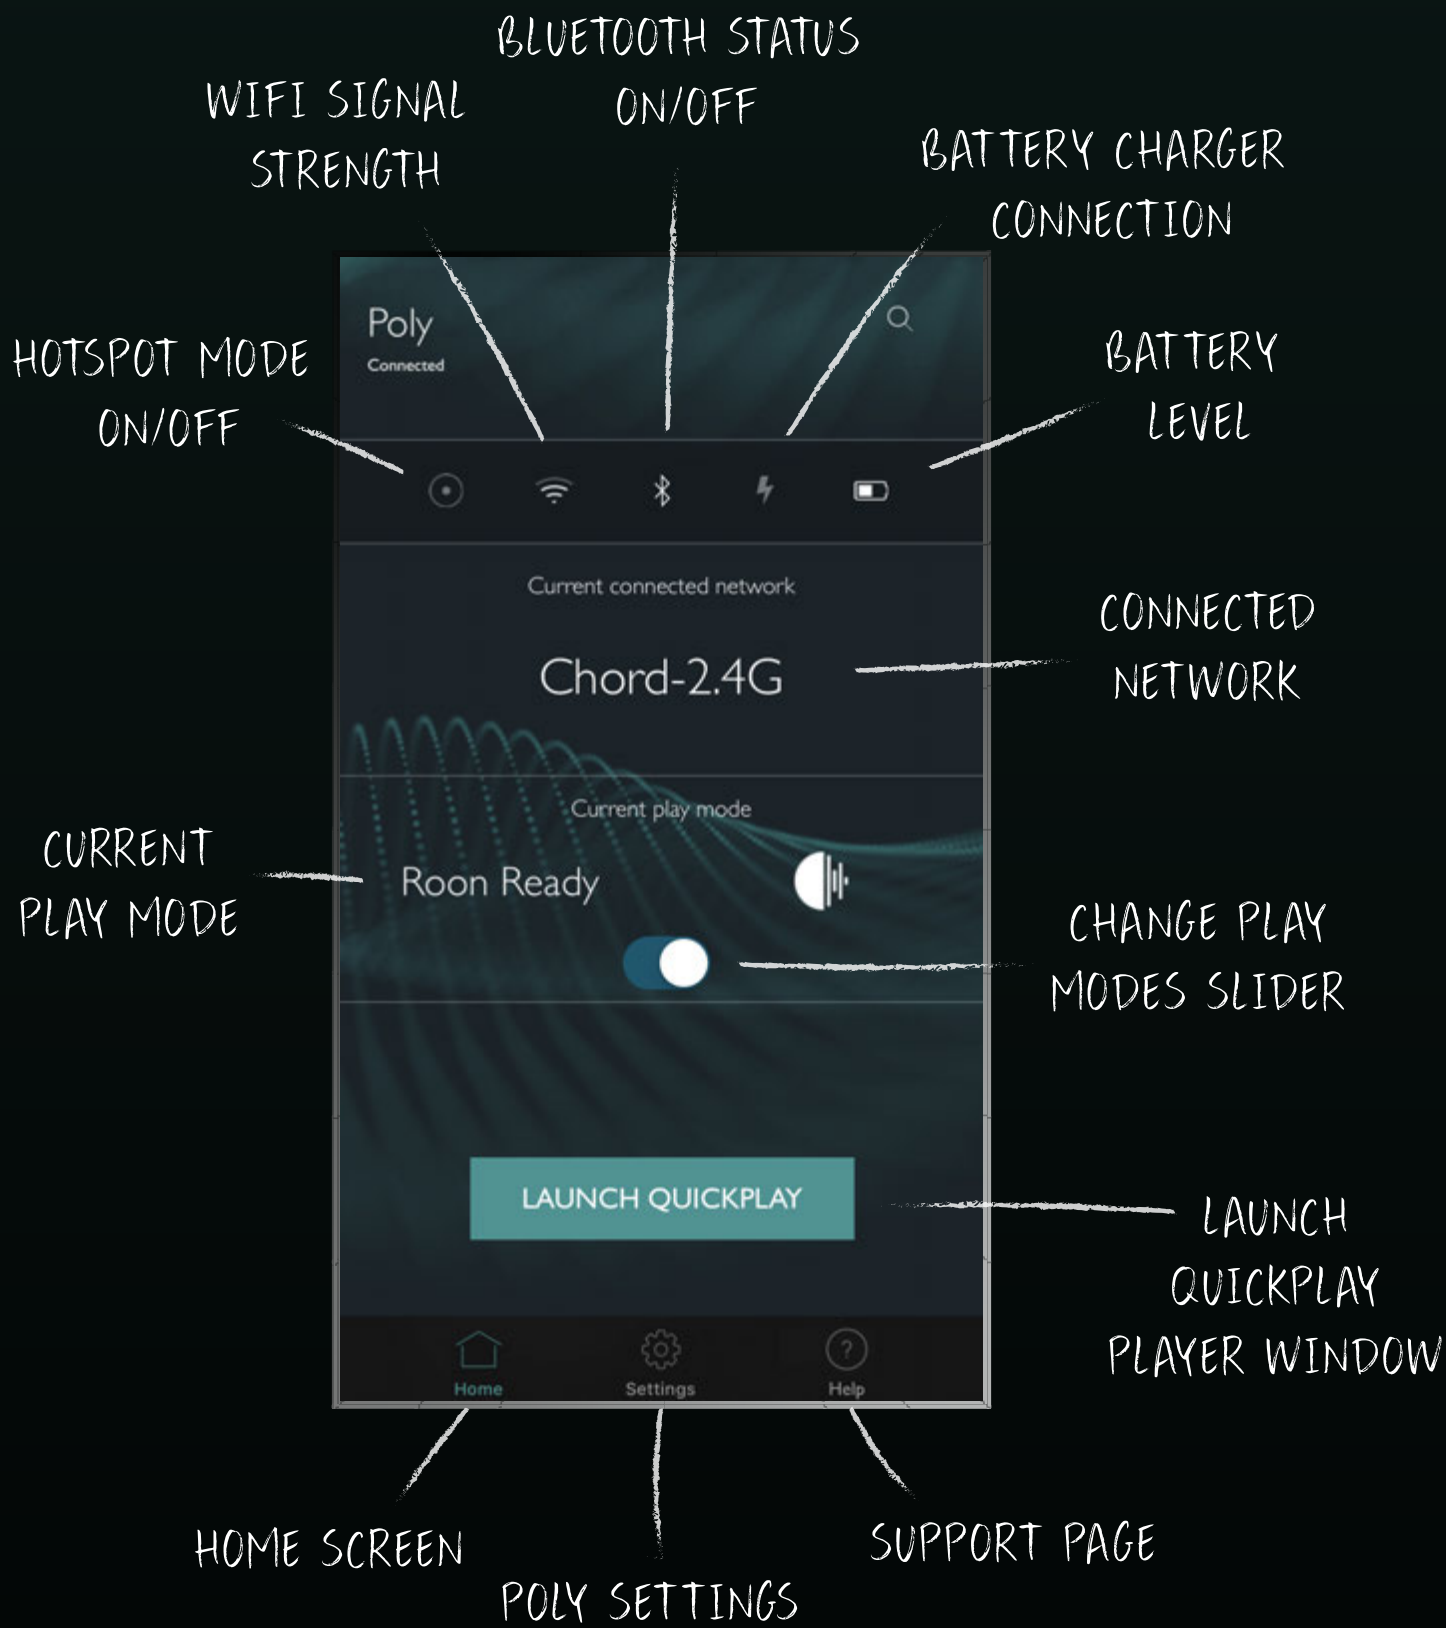 BLUETOOTH STATUS
ON/OFF
WIFI SIGNAL
STRENGTH
BATTERY CHARGER
CONNECTION
HOTSPOT MODE
ON/OFF
BATTERY
LEVEL
Poly
Connected
Current connected network
Chord-2.4G
CONNECTED
NETWORK
Current play mode
Roon Ready
CURRENT
PLAY MODE
CHANGE PLAY
MODES SLIDER
LAUNCH QUICKPLAY
LAUNCH
QUICKPLAY
PLAYER WINDOW
Home
Settings
?
Help
HOME SCREEN
POLY SETTINGS
SUPPORT PAGE